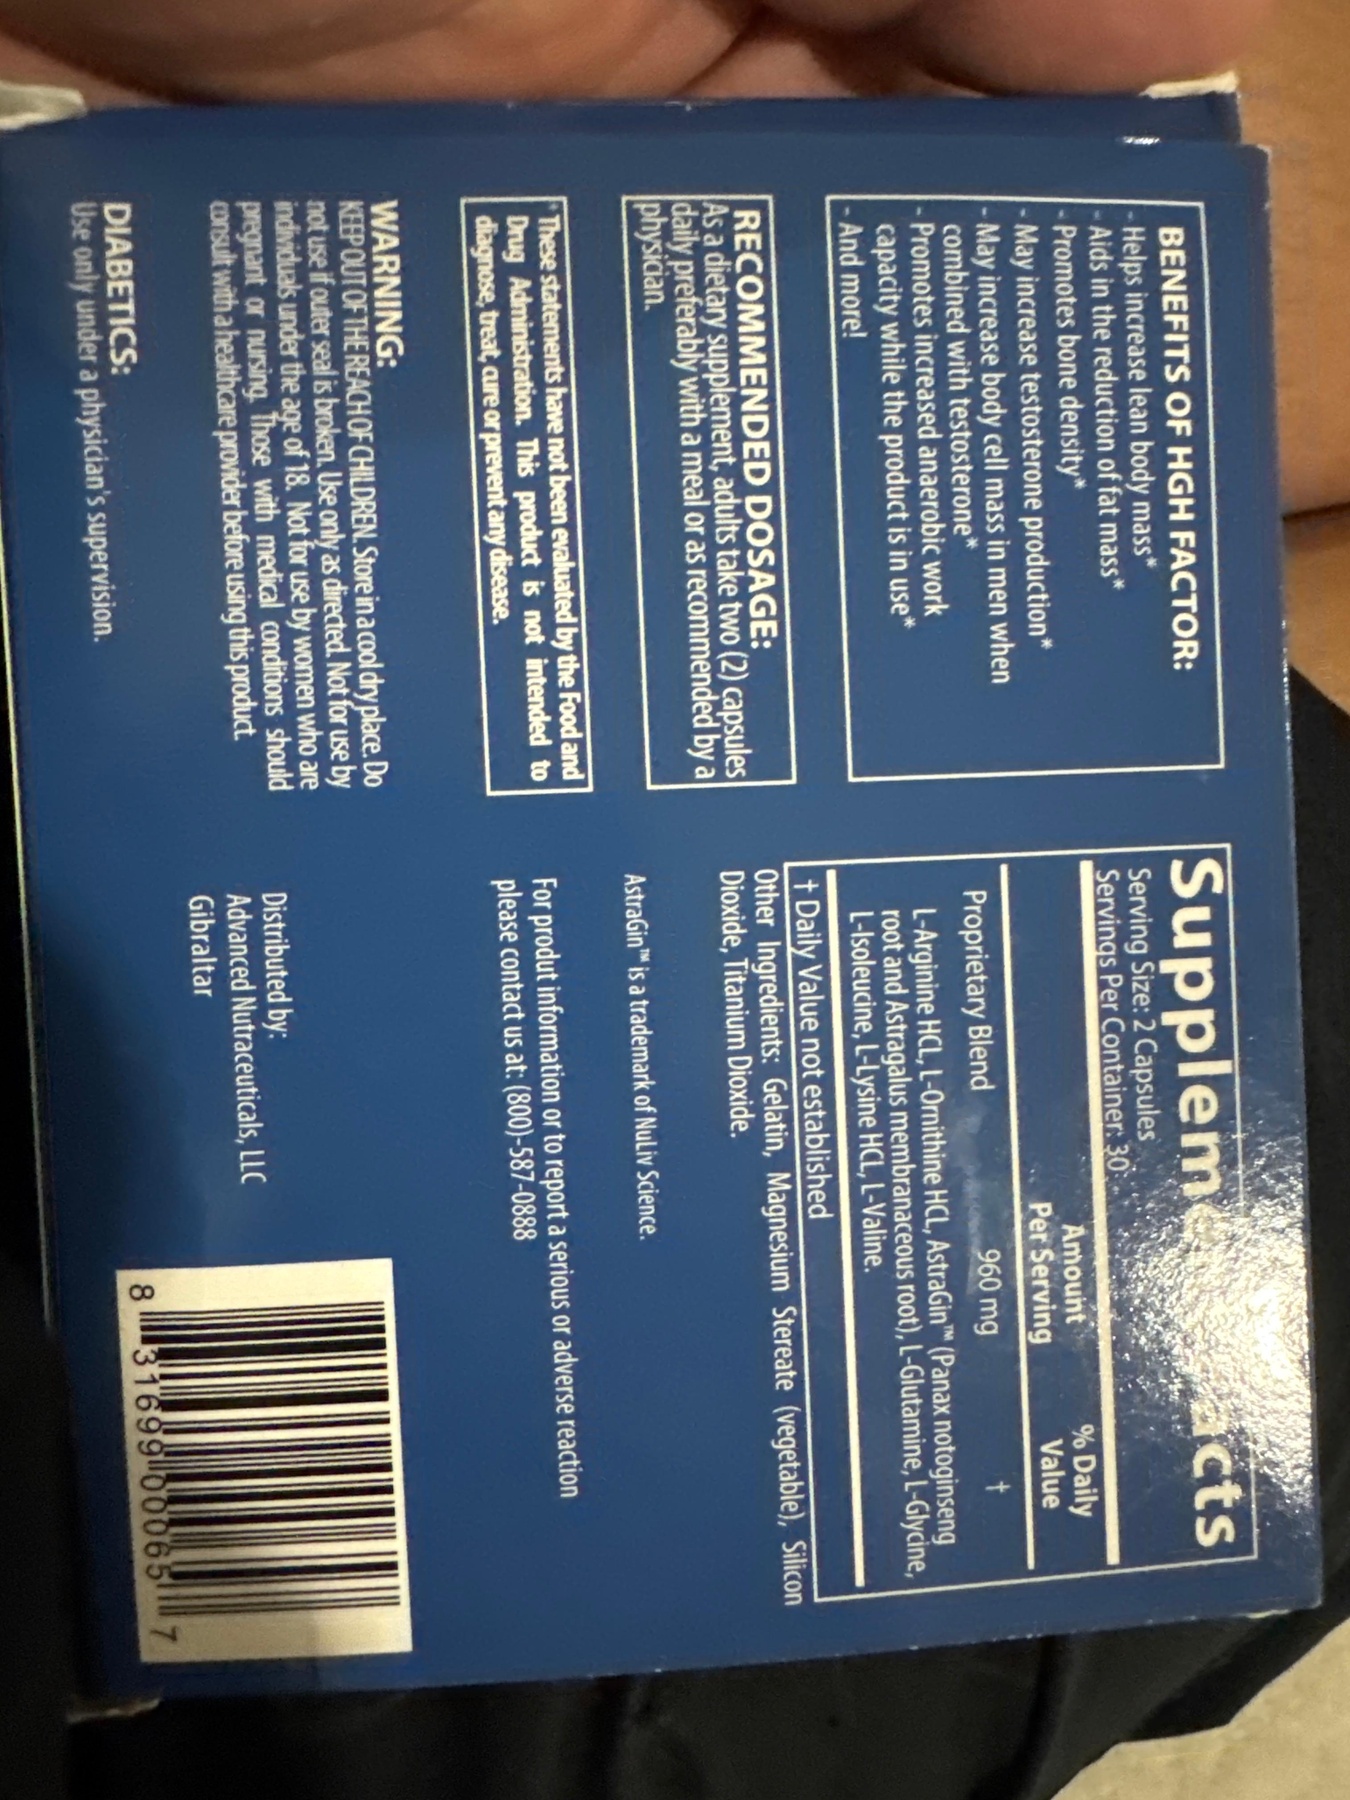 BENEFITS OF HGH FACTOR:
- Helps increase lean body mass*
- Aids in the reduction of fat mass*
- Promotes bone density*
- May increase testosterone production*
- May increase body cell mass in men when
combined with testosterone*
- Promotes increased anaerobic work
capacity while the product is in use*
- And more!
RECOMMENDED DOSAGE:
As a dietary supplement, adults take two (2) capsules
daily preferably with a meal or as recommended by a
physician.
* These statements have not been evaluated by the Food and
Drug Administration. This product is not intended to
diagnose, treat, cure or prevent any disease.
WARNING:
KEEP OUT OF THE REACH OF CHILDREN. Store in a cool dry place. Do
not use if outer seal is broken. Use only as directed. Not for use by
individuals under the age of 18. Not for use by women who are
pregnant or nursing. Those with medical conditions should
consult with a healthcare provider before using this product.
DIABETICS:
Use only under a physician's supervision.
Supplement Facts
Serving Size: 2 Capsules
Servings Per Container: 30
Amount % Daily
Per Serving Value
Proprietary Blend 960 mg †
L-Arginine HCL, L-Ornithine HCL, AstraGin™ (Panax notoginseng
root and Astragalus membranaceous root), L-Glutamine, L-Glycine,
L-Isoleucine, L-Lysine HCL, L-Valine.
† Daily Value not established
Other Ingredients: Gelatin, Magnesium Stereate (vegetable), Silicon
Dioxide, Titanium Dioxide.
AstraGin™ is a trademark of NuLiv Science.
For produt information or to report a serious or adverse reaction
please contact us at: (800)-587-0888
Distributed by:
Advanced Nutraceuticals, LLC
Gibraltar
8 31699 00065 7